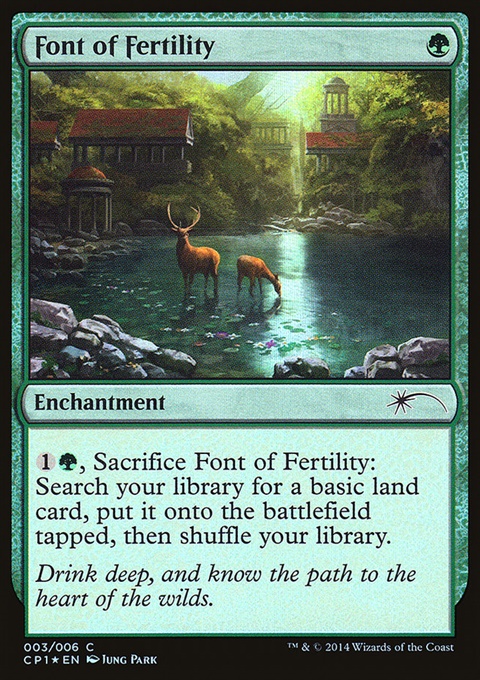 Font of Fertility
Enchantment
1, Sacrifice Font of Fertility:
Search your library for a basic land
card, put it onto the battlefield
tapped, then shuffle your library.
Drink deep, and know the path to the
heart of the wilds.
003/006 C
CP1★EN Jung Park
™ & © 2014 Wizards of the Coast